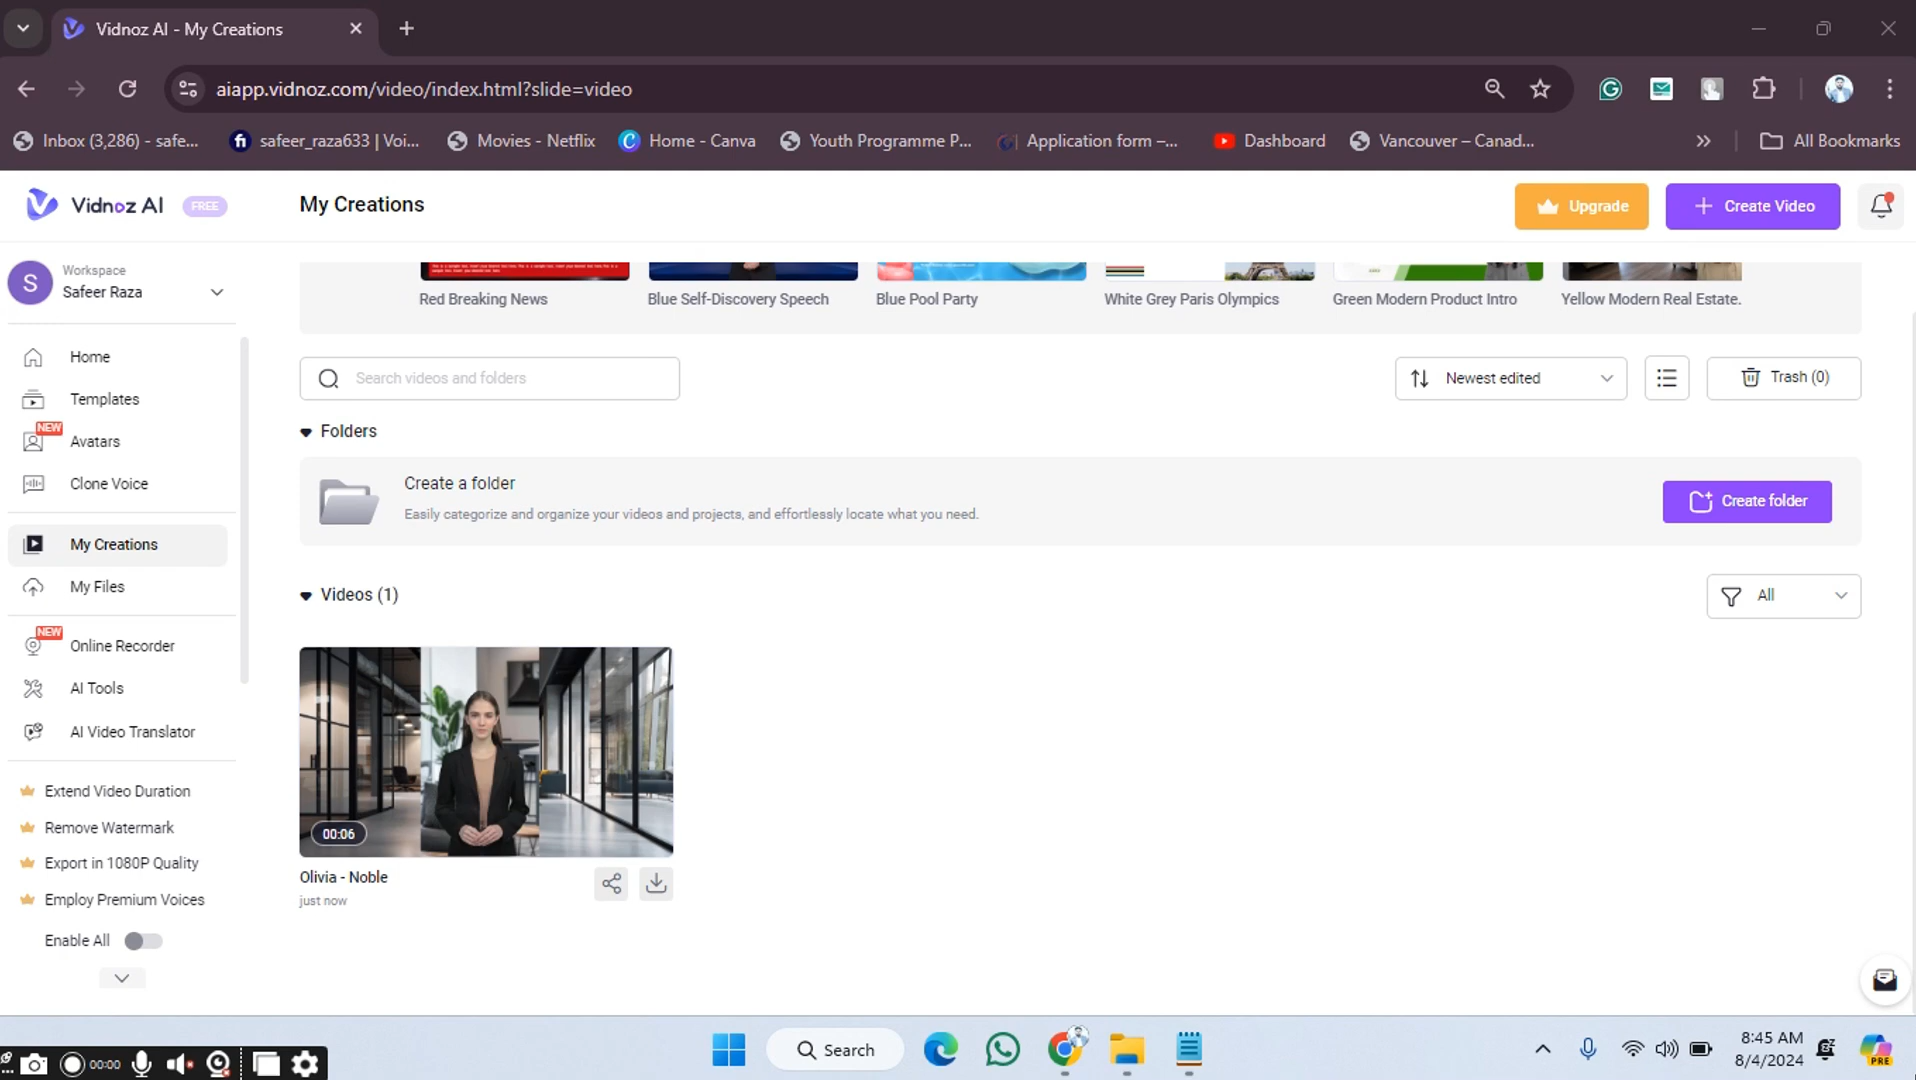 Vidnoz AI - My Creations
aiapp.vidnoz.com/video/index.html?slide=video
Inbox (3,286) - safe...
safeer_raza633 | Voi...
Movies - Netflix
Home - Canva
Youth Programme P...
Application form –...
Dashboard
Vancouver – Canad...
All Bookmarks
Vidnoz AI
FREE
My Creations
Upgrade
Create Video
S
Workspace
Safeer Raza
Red Breaking News
Blue Self-Discovery Speech
Blue Pool Party
White Grey Paris Olympics
Green Modern Product Intro
Yellow Modern Real Estate.
Home
Templates
NEW
Avatars
Clone Voice
My Creations
My Files
NEW
Online Recorder
AI Tools
AI Video Translator
Extend Video Duration
Remove Watermark
Export in 1080P Quality
Employ Premium Voices
Enable All
Search videos and folders
Newest edited
Trash (0)
Folders
Create a folder
Easily categorize and organize your videos and projects, and effortlessly locate what you need.
Create folder
Videos (1)
All
00:06
Olivia - Noble
just now
00:00
Search
8:45 AM
8/4/2024
PRE